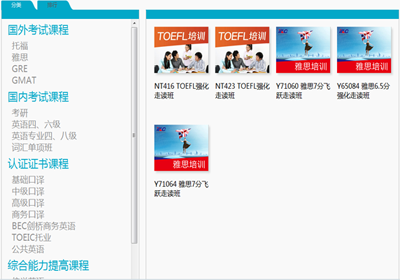 分类
国外考试课程
托福
雅思
GRE
GMAT
国内考试课程
考研
英语四、六级
英语专业四、八级
词汇单项班
认证证书课程
基础口译
中级口译
高级口译
商务口译
BEC剑桥商务英语
TOEIC托业
公共英语
综合能力提高课程
TOEFL培训
NT416 TOEFL强化
走读班
TOEFL培训
NT423 TOEFL强化
走读班
雅思培训
Y71060 雅思7分飞
跃走读班
雅思培训
Y65084 雅思6.5分
强化走读班
雅思培训
Y71064 雅思7分飞
跃走读班